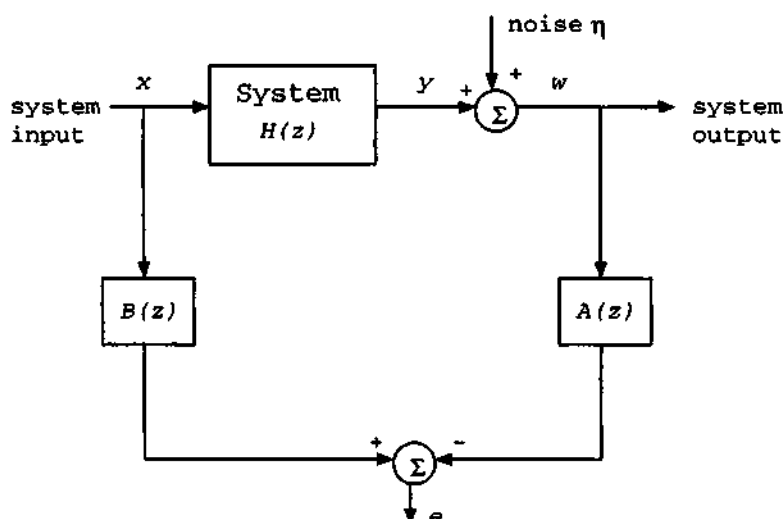 noise η
x
System
H(z)
y
+
+
Σ
w
system
input
system
output
B(z)
A(z)
+
-
Σ
e